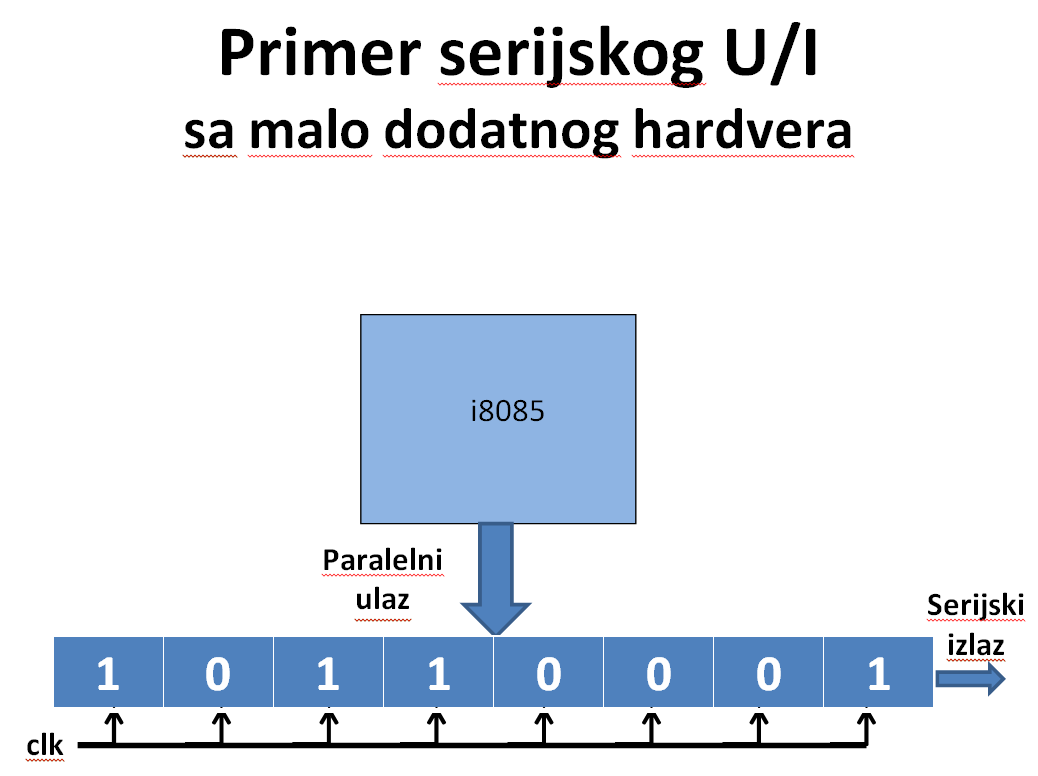 Primer serijskog U/I
sa malo dodatnog hardvera
i8085
Paralelni
ulaz
Serijski
izlaz
1 0 1 1 0 0 0 1
clk